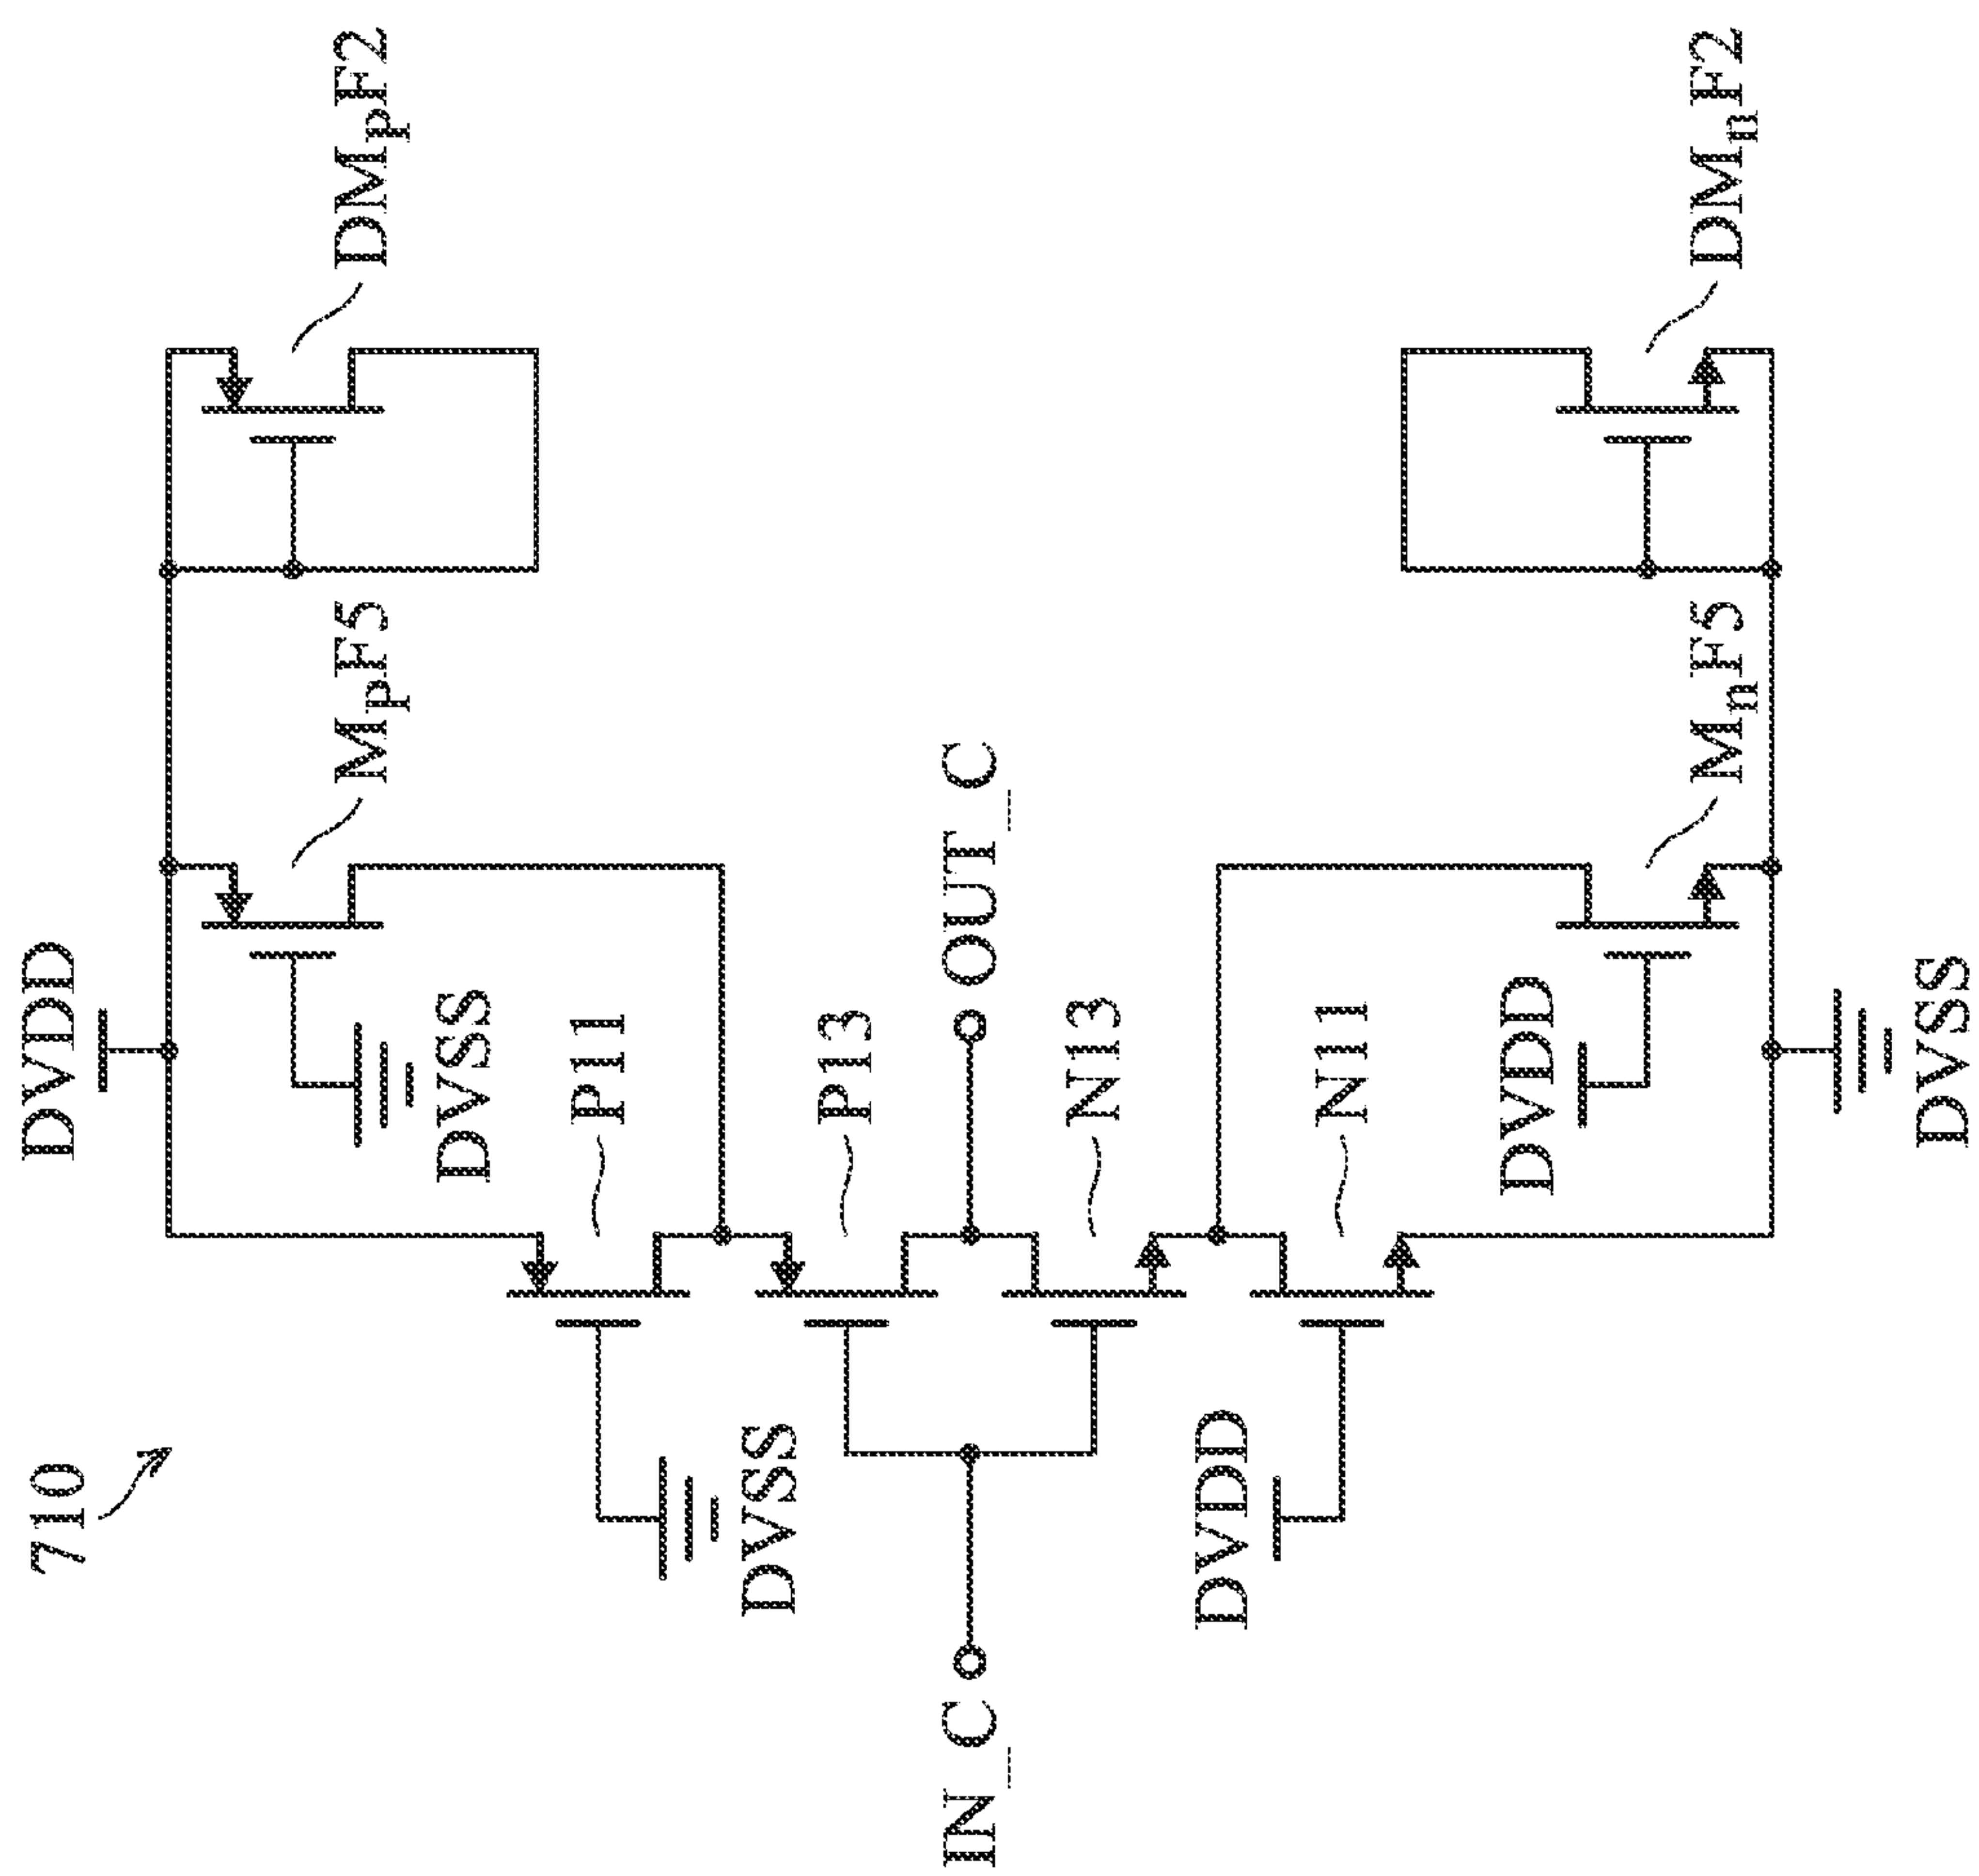 710
DVDD
DVSS
P11
MpF5
DMpF2
DVSS
P13
IN_C
OUT_C
N13
DVDD
N11
DVDD
MnF5
DMnF2
DVSS